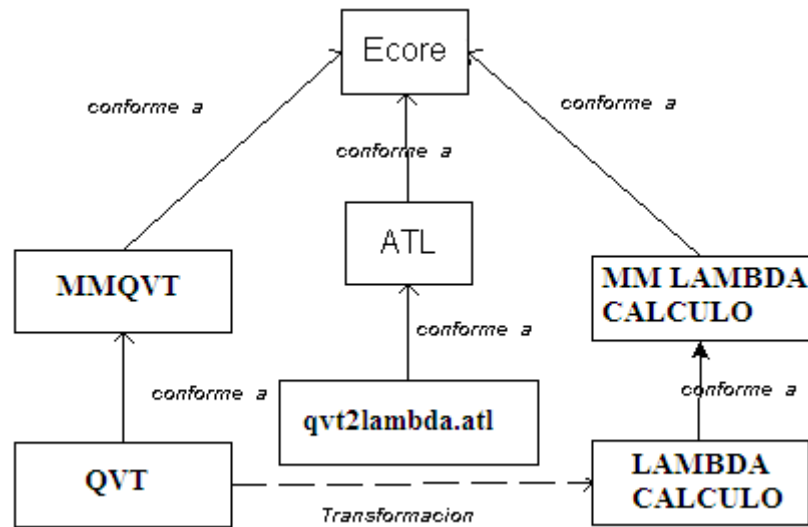 Ecore
conforme a
conforme a
conforme a
ATL
MMQVT
MM LAMBDA
CALCULO
conforme a
conforme a
conforme a
qvt2lambda.atl
QVT
LAMBDA
CALCULO
Transformacion